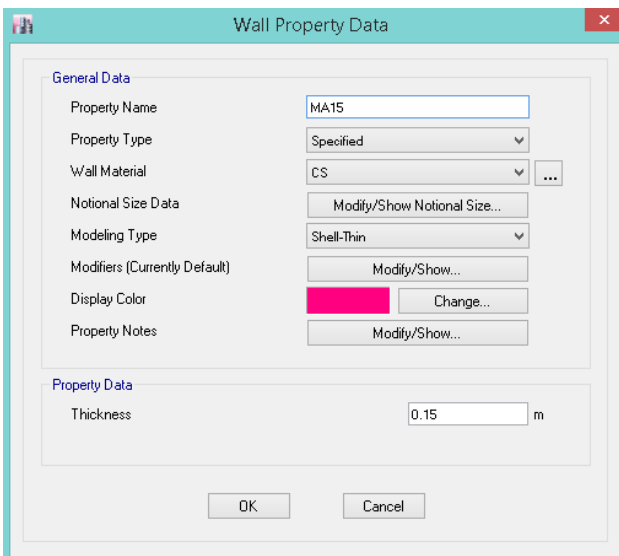 Wall Property Data
General Data
Property Name MA15
Property Type Specified
Wall Material CS ...
Notional Size Data Modify/Show Notional Size...
Modeling Type Shell-Thin
Modifiers (Currently Default) Modify/Show...
Display Color Change...
Property Notes Modify/Show...
Property Data
Thickness 0.15 m
OK Cancel